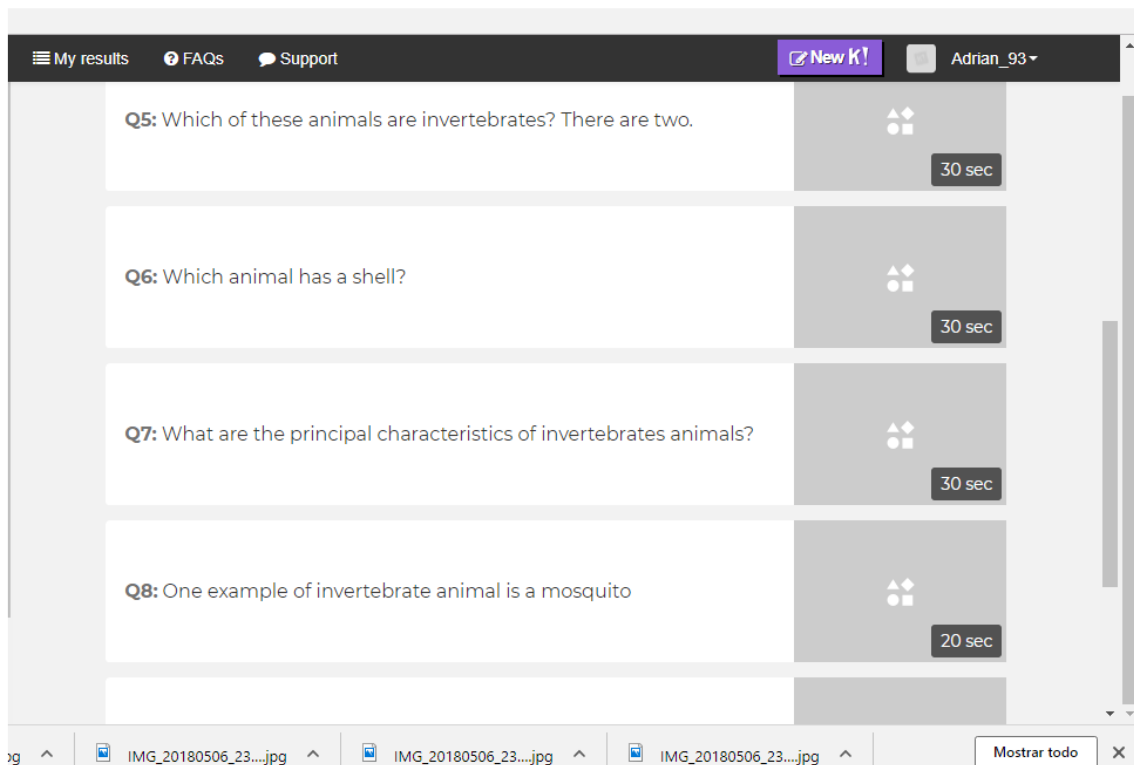 My results FAQs Support New K! Adrian_93
Q5: Which of these animals are invertebrates? There are two.
30 sec
Q6: Which animal has a shell?
30 sec
Q7: What are the principal characteristics of invertebrates animals?
30 sec
Q8: One example of invertebrate animal is a mosquito
20 sec
pg IMG_20180506_23....jpg IMG_20180506_23....jpg IMG_20180506_23....jpg Mostrar todo